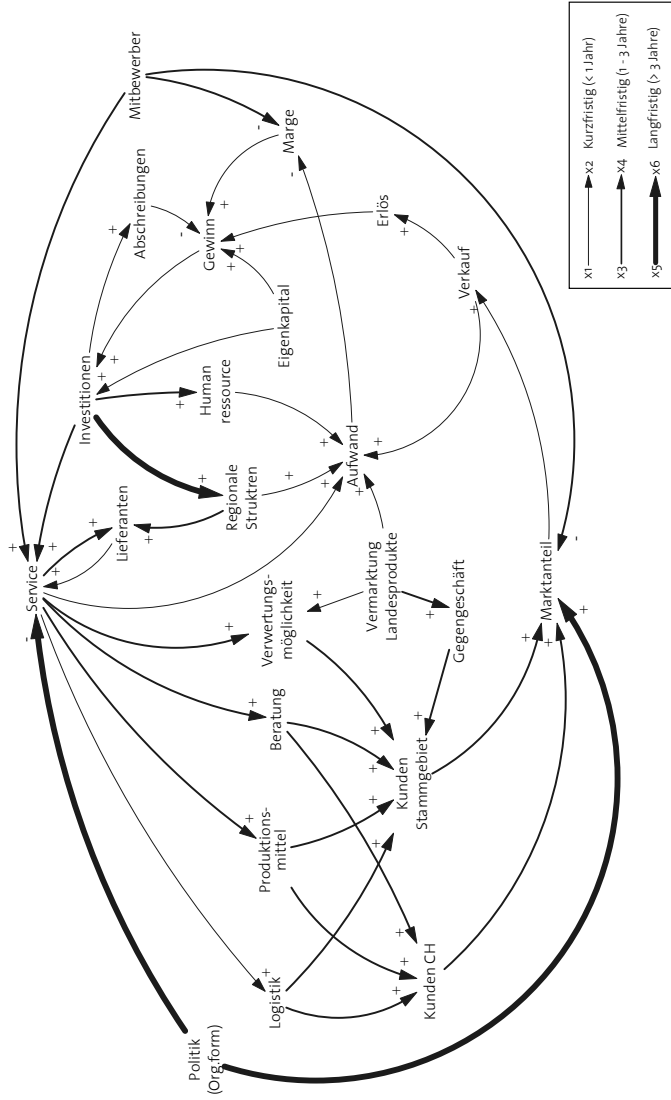 Politik
(Org.form)
Service
Investitionen
Mitbewerber
Lieferanten
Abschreibungen
Logistik
Produktions-
mittel
Beratung
Verwertungs-
möglichkeit
Regionale
Struktren
Human
ressource
Gewinn
Eigenkapital
Marge
Kunden CH
Kunden
Stammgebiet
Vermarktung
Landesprodukte
Aufwand
Erlös
Gegengeschäft
Verkauf
Marktanteil
x1 x2 Kurzfristig (< 1 Jahr)
x3 x4 Mittelfristig (1 - 3 Jahre)
x5 x6 Langfristig (> 3 Jahre)